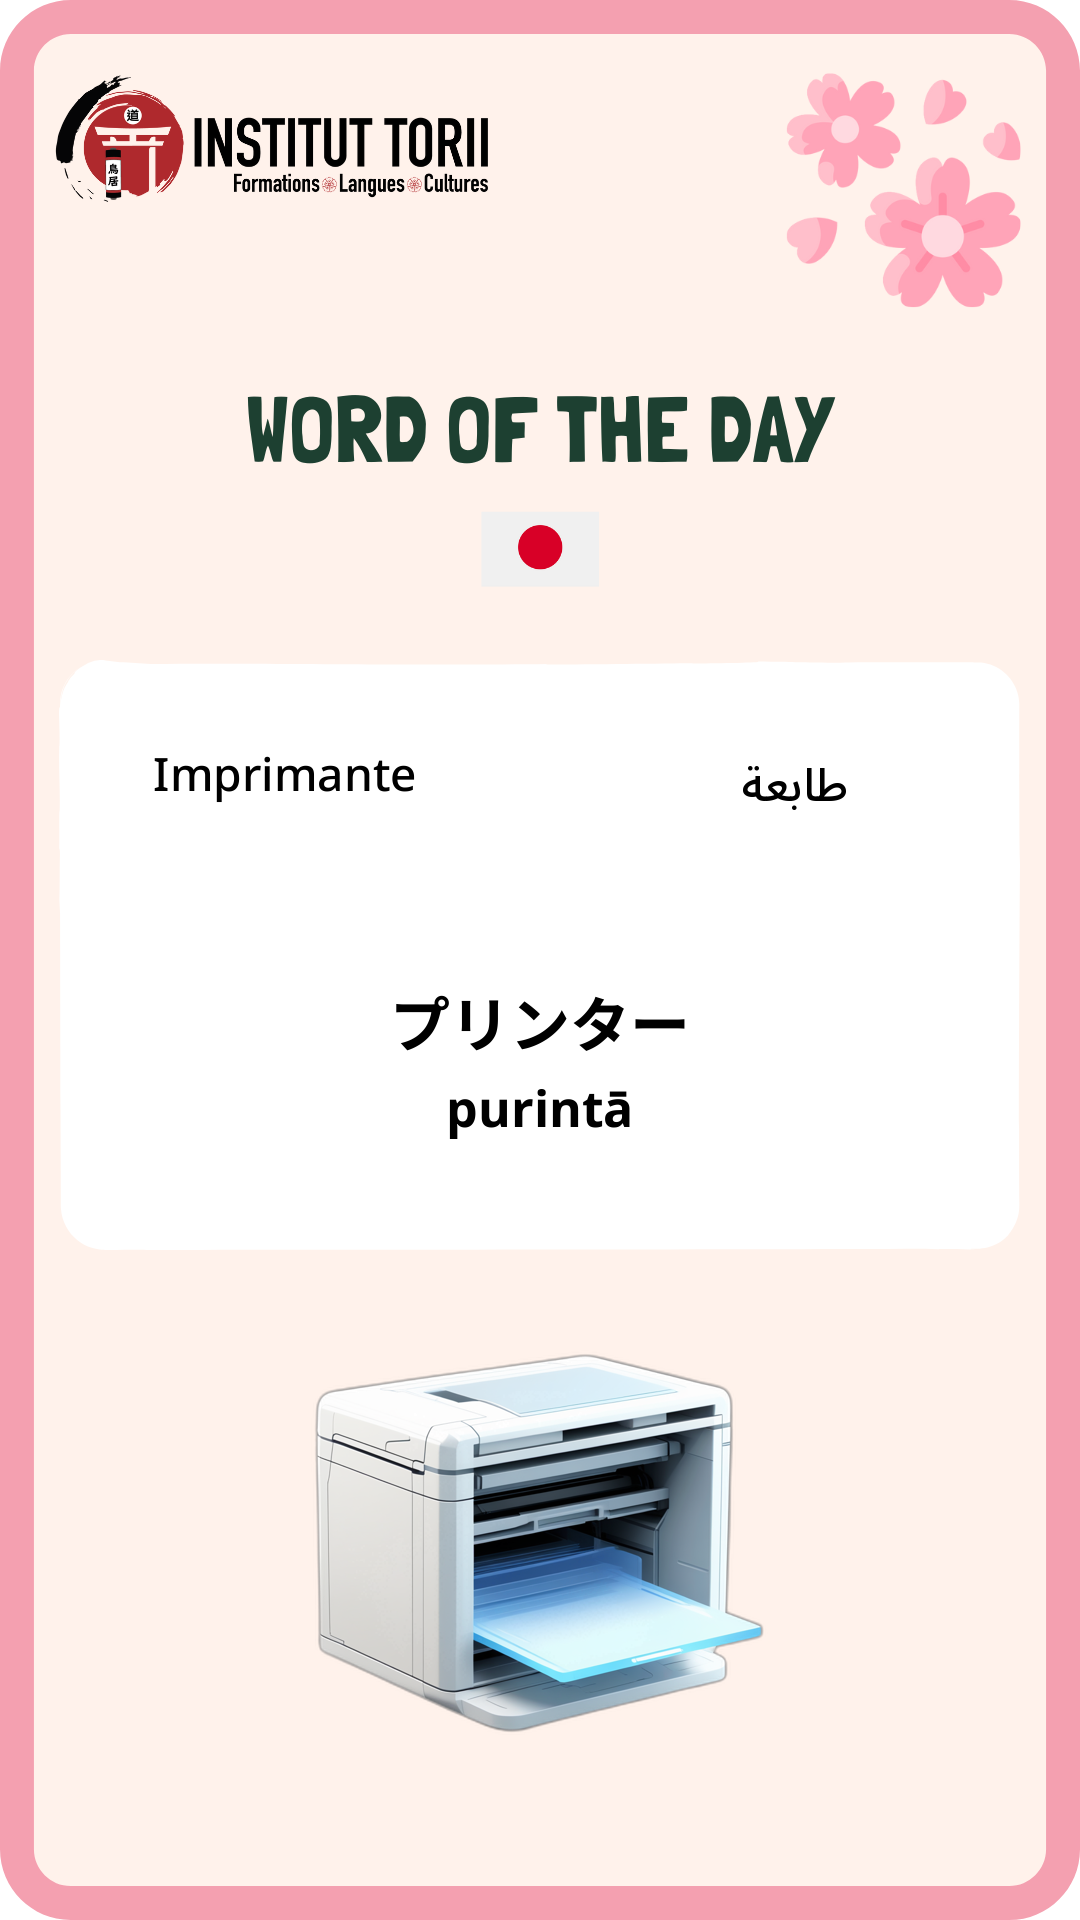 道
鳥居
INSTITUT TORII
Formations Langues Cultures
WORD OF THE DAY
Imprimante
طابعة
プリンター
purintā